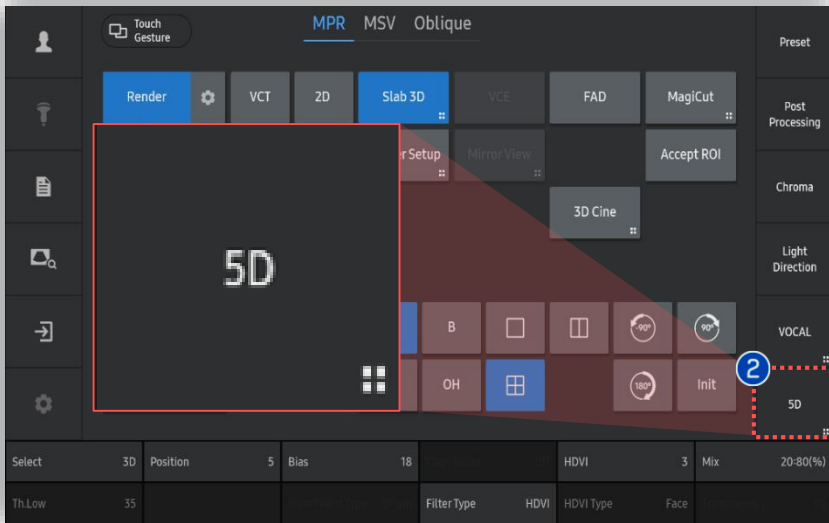 Touch
Gesture
MPR MSV Oblique
Preset
Render VCT 2D Slab 3D VCE FAD MagiCut
Post
Processing
r Setup Mirror View Accept ROI
Chroma
3D Cine
5D
Light
Direction
B -90° 90°
VOCAL
2
OH 180° Init
5D
Select 3D Position 5 Bias 18 HDVI 3 Mix 20:80(%)
Th.Low 35 Filter Type HDVI HDVI Type Face